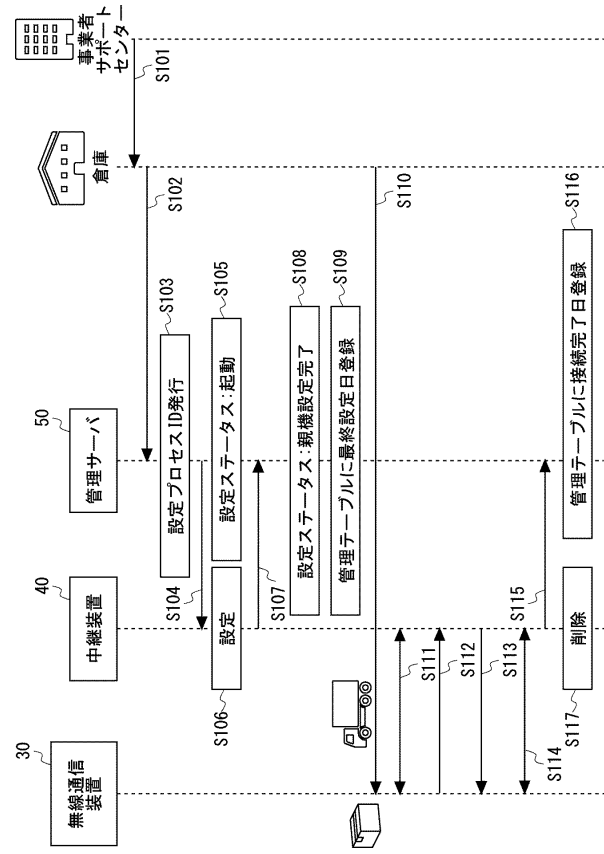 30
無線通信
装置
40
中継装置
50
管理サーバ
倉庫
事業者
サポート
センター
S101
S102
設定プロセスID発行
S103
S104
設定ステータス：起動
S105
設定
S106
S107
設定ステータス：親機設定完了
S108
管理テーブルに最終設定日登録
S109
S110
S111
S112
S113
S114
S115
管理テーブルに接続完了日登録
S116
削除
S117